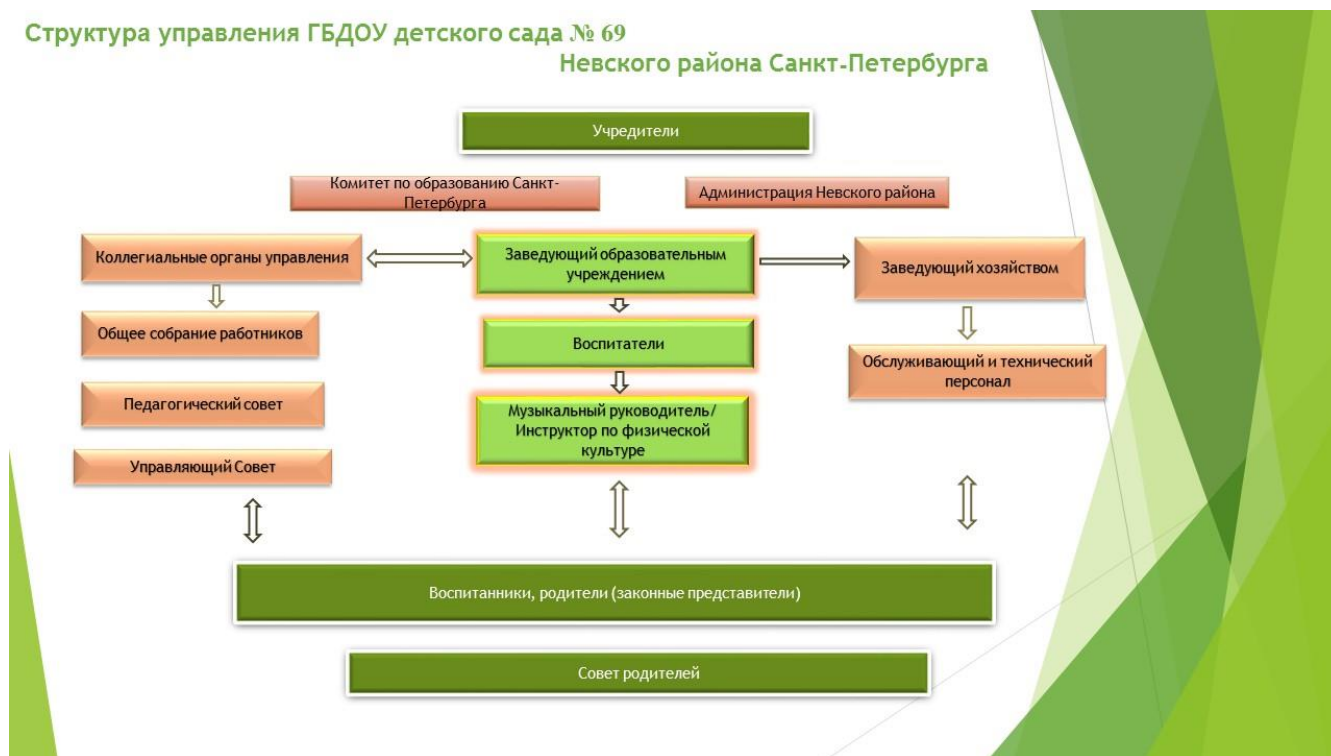 Структура управления ГБДОУ детского сада № 69
Невского района Санкт-Петербурга
Учредители
Комитет по образованию Санкт-
Петербурга
Администрация Невского района
Коллегиальные органы управления
Заведующий образовательным
учреждением
Заведующий хозяйством
Общее собрание работников
Воспитатели
Обслуживающий и технический
персонал
Педагогический совет
Музыкальный руководитель/
Инструктор по физической
культуре
Управляющий Совет
Воспитанники, родители (законные представители)
Совет родителей